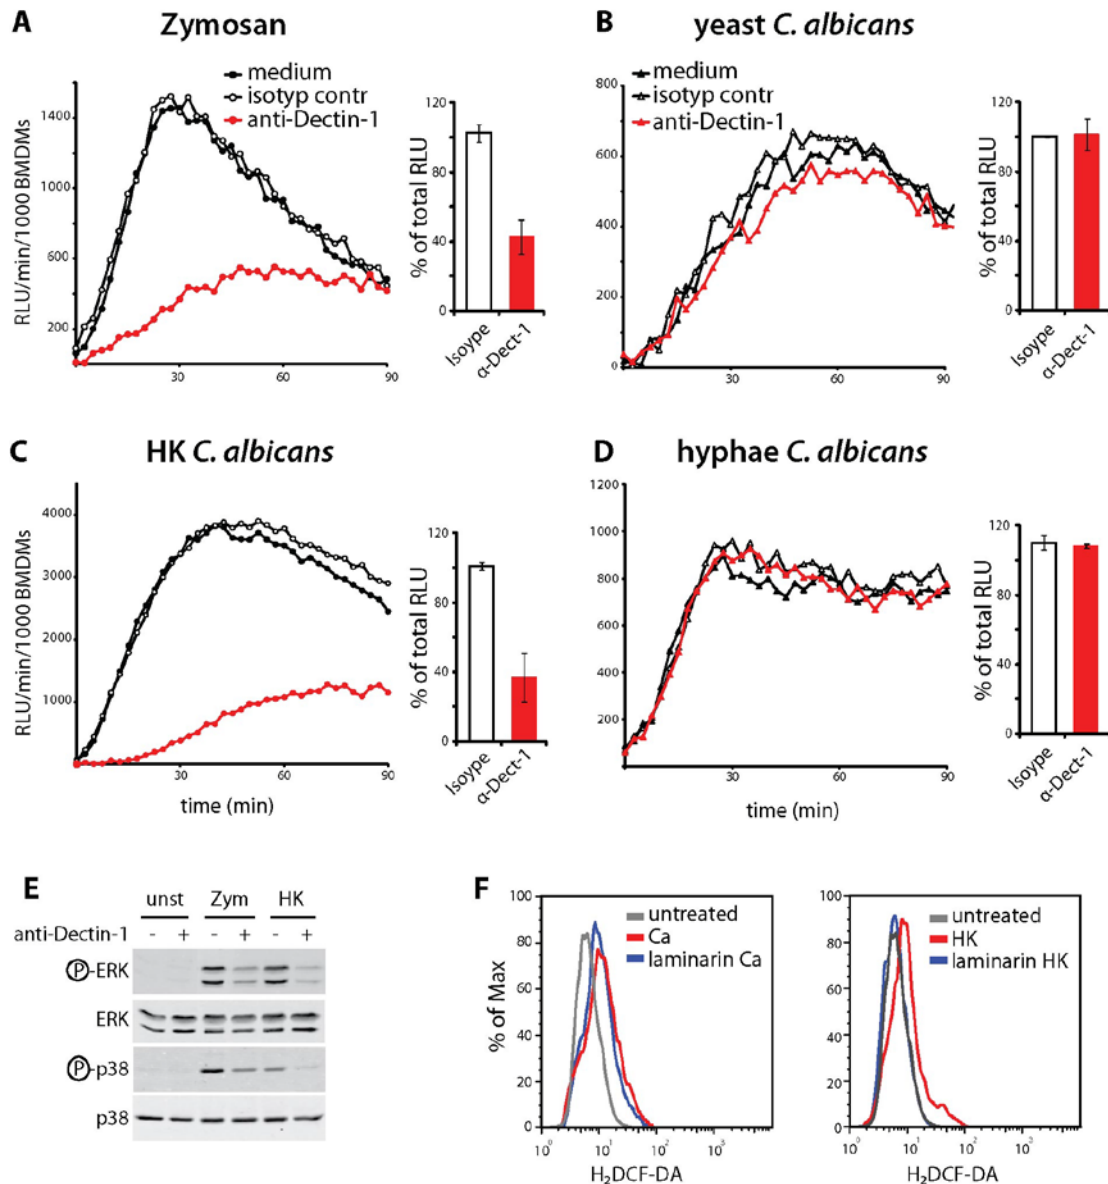 A Zymosan
medium
isotyp contr
anti-Dectin-1
RLU/min/1000 BMDMs
1400
1000
600
200
30 60 90
% of total RLU
120
80
40
0
Isoype α-Dect-1
B yeast C. albicans
medium
isotyp contr
anti-Dectin-1
800
600
400
200
0
30 60 90
% of total RLU
120
80
40
0
Isoype α-Dect-1
C HK C. albicans
RLU/min/1000 BMDMs
4000
3000
2000
1000
30 60 90
time (min)
% of total RLU
120
80
40
0
Isoype α-Dect-1
D hyphae C. albicans
1200
1000
800
600
400
200
30 60 90
time (min)
% of total RLU
120
80
40
0
Isoype α-Dect-1
E
unst Zym HK
anti-Dectin-1 - + - + - +
P-ERK
ERK
P-p38
p38
F
% of Max
100
80
60
40
20
0
untreated
Ca
laminarin Ca
10⁰ 10¹ 10² 10³
H₂DCF-DA
100
80
60
40
20
0
untreated
HK
laminarin HK
10⁰ 10¹ 10² 10³
H₂DCF-DA